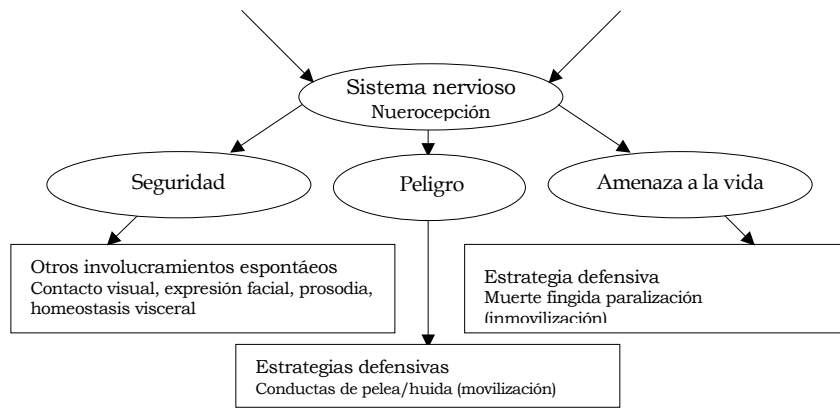 Sistema nervioso
Nuerocepción
Seguridad
Peligro
Amenaza a la vida
Otros involucramientos espontáeos
Contacto visual, expresión facial, prosodia,
homeostasis visceral
Estrategia defensiva
Muerte fingida paralización
(inmovilización)
Estrategias defensivas
Conductas de pelea/huida (movilización)